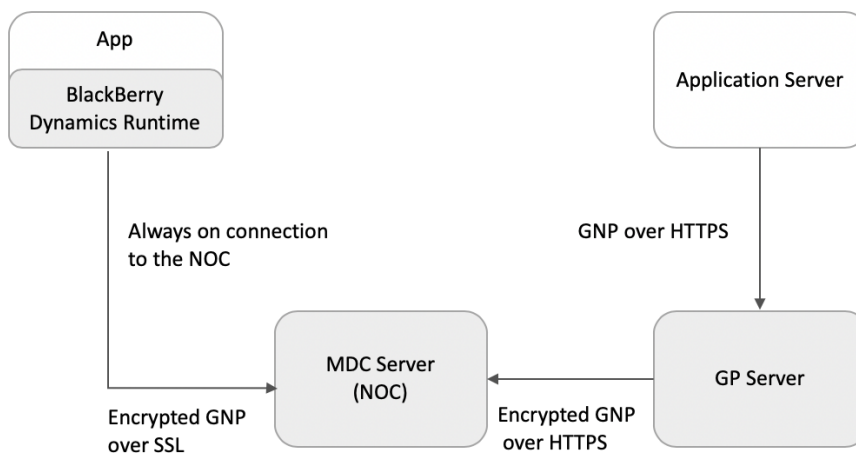 App
BlackBerry
Dynamics Runtime
Application Server
Always on connection
to the NOC
GNP over HTTPS
MDC Server
(NOC)
GP Server
Encrypted GNP
over SSL
Encrypted GNP
over HTTPS